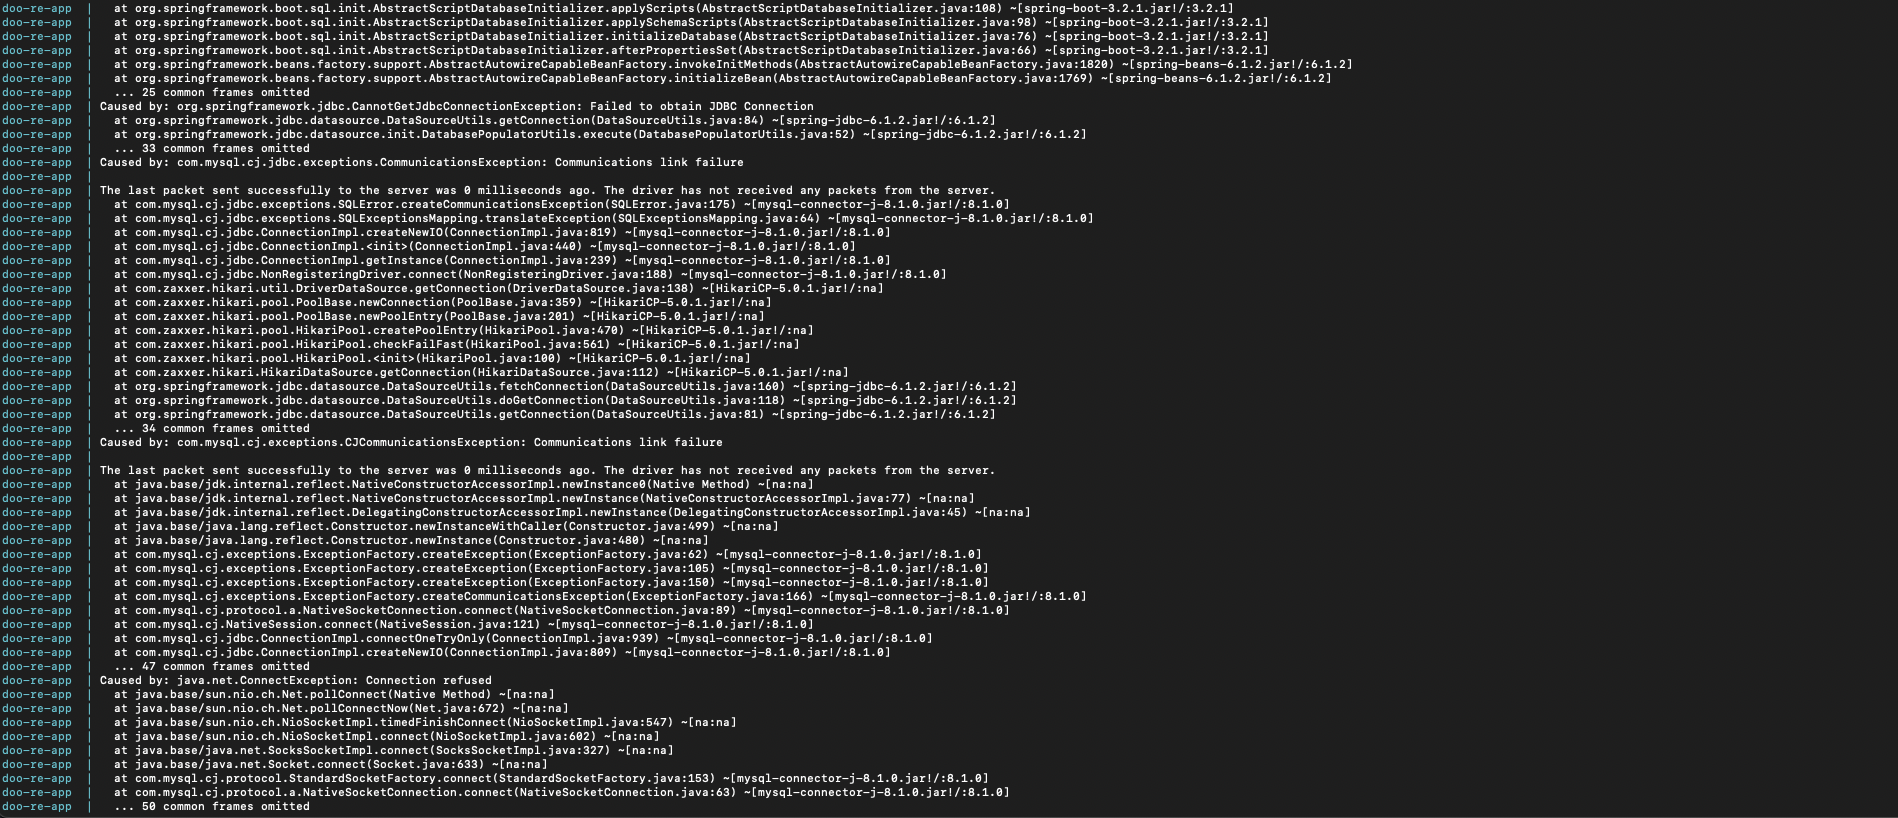 doo-re-app  |   at org.springframework.boot.sql.init.AbstractScriptDatabaseInitializer.applyScripts(AbstractScriptDatabaseInitializer.java:108) ~[spring-boot-3.2.1.jar!/:3.2.1]
doo-re-app  |   at org.springframework.boot.sql.init.AbstractScriptDatabaseInitializer.applySchemaScripts(AbstractScriptDatabaseInitializer.java:98) ~[spring-boot-3.2.1.jar!/:3.2.1]
doo-re-app  |   at org.springframework.boot.sql.init.AbstractScriptDatabaseInitializer.initializeDatabase(AbstractScriptDatabaseInitializer.java:76) ~[spring-boot-3.2.1.jar!/:3.2.1]
doo-re-app  |   at org.springframework.boot.sql.init.AbstractScriptDatabaseInitializer.afterPropertiesSet(AbstractScriptDatabaseInitializer.java:66) ~[spring-boot-3.2.1.jar!/:3.2.1]
doo-re-app  |   at org.springframework.beans.factory.support.AbstractAutowireCapableBeanFactory.invokeInitMethods(AbstractAutowireCapableBeanFactory.java:1820) ~[spring-beans-6.1.2.jar!/:6.1.2]
doo-re-app  |   at org.springframework.beans.factory.support.AbstractAutowireCapableBeanFactory.initializeBean(AbstractAutowireCapableBeanFactory.java:1769) ~[spring-beans-6.1.2.jar!/:6.1.2]
doo-re-app  |   ... 25 common frames omitted
doo-re-app  | Caused by: org.springframework.jdbc.CannotGetJdbcConnectionException: Failed to obtain JDBC Connection
doo-re-app  |   at org.springframework.jdbc.datasource.DataSourceUtils.getConnection(DataSourceUtils.java:84) ~[spring-jdbc-6.1.2.jar!/:6.1.2]
doo-re-app  |   at org.springframework.jdbc.datasource.init.DatabasePopulatorUtils.execute(DatabasePopulatorUtils.java:52) ~[spring-jdbc-6.1.2.jar!/:6.1.2]
doo-re-app  |   ... 33 common frames omitted
doo-re-app  | Caused by: com.mysql.cj.jdbc.exceptions.CommunicationsException: Communications link failure
doo-re-app  |
doo-re-app  | The last packet sent successfully to the server was 0 milliseconds ago. The driver has not received any packets from the server.
doo-re-app  |   at com.mysql.cj.jdbc.exceptions.SQLError.createCommunicationsException(SQLError.java:175) ~[mysql-connector-j-8.1.0.jar!/:8.1.0]
doo-re-app  |   at com.mysql.cj.jdbc.exceptions.SQLExceptionsMapping.translateException(SQLExceptionsMapping.java:64) ~[mysql-connector-j-8.1.0.jar!/:8.1.0]
doo-re-app  |   at com.mysql.cj.jdbc.ConnectionImpl.createNewIO(ConnectionImpl.java:819) ~[mysql-connector-j-8.1.0.jar!/:8.1.0]
doo-re-app  |   at com.mysql.cj.jdbc.ConnectionImpl.<init>(ConnectionImpl.java:440) ~[mysql-connector-j-8.1.0.jar!/:8.1.0]
doo-re-app  |   at com.mysql.cj.jdbc.ConnectionImpl.getInstance(ConnectionImpl.java:239) ~[mysql-connector-j-8.1.0.jar!/:8.1.0]
doo-re-app  |   at com.mysql.cj.jdbc.NonRegisteringDriver.connect(NonRegisteringDriver.java:188) ~[mysql-connector-j-8.1.0.jar!/:8.1.0]
doo-re-app  |   at com.zaxxer.hikari.util.DriverDataSource.getConnection(DriverDataSource.java:138) ~[HikariCP-5.0.1.jar!/:na]
doo-re-app  |   at com.zaxxer.hikari.pool.PoolBase.newConnection(PoolBase.java:359) ~[HikariCP-5.0.1.jar!/:na]
doo-re-app  |   at com.zaxxer.hikari.pool.PoolBase.newPoolEntry(PoolBase.java:201) ~[HikariCP-5.0.1.jar!/:na]
doo-re-app  |   at com.zaxxer.hikari.pool.HikariPool.createPoolEntry(HikariPool.java:470) ~[HikariCP-5.0.1.jar!/:na]
doo-re-app  |   at com.zaxxer.hikari.pool.HikariPool.checkFailFast(HikariPool.java:561) ~[HikariCP-5.0.1.jar!/:na]
doo-re-app  |   at com.zaxxer.hikari.pool.HikariPool.<init>(HikariPool.java:100) ~[HikariCP-5.0.1.jar!/:na]
doo-re-app  |   at com.zaxxer.hikari.HikariDataSource.getConnection(HikariDataSource.java:112) ~[HikariCP-5.0.1.jar!/:na]
doo-re-app  |   at org.springframework.jdbc.datasource.DataSourceUtils.fetchConnection(DataSourceUtils.java:160) ~[spring-jdbc-6.1.2.jar!/:6.1.2]
doo-re-app  |   at org.springframework.jdbc.datasource.DataSourceUtils.doGetConnection(DataSourceUtils.java:118) ~[spring-jdbc-6.1.2.jar!/:6.1.2]
doo-re-app  |   at org.springframework.jdbc.datasource.DataSourceUtils.getConnection(DataSourceUtils.java:81) ~[spring-jdbc-6.1.2.jar!/:6.1.2]
doo-re-app  |   ... 34 common frames omitted
doo-re-app  | Caused by: com.mysql.cj.exceptions.CJCommunicationsException: Communications link failure
doo-re-app  |
doo-re-app  | The last packet sent successfully to the server was 0 milliseconds ago. The driver has not received any packets from the server.
doo-re-app  |   at java.base/jdk.internal.reflect.NativeConstructorAccessorImpl.newInstance0(Native Method) ~[na:na]
doo-re-app  |   at java.base/jdk.internal.reflect.NativeConstructorAccessorImpl.newInstance(NativeConstructorAccessorImpl.java:77) ~[na:na]
doo-re-app  |   at java.base/jdk.internal.reflect.DelegatingConstructorAccessorImpl.newInstance(DelegatingConstructorAccessorImpl.java:45) ~[na:na]
doo-re-app  |   at java.base/java.lang.reflect.Constructor.newInstanceWithCaller(Constructor.java:499) ~[na:na]
doo-re-app  |   at java.base/java.lang.reflect.Constructor.newInstance(Constructor.java:480) ~[na:na]
doo-re-app  |   at com.mysql.cj.exceptions.ExceptionFactory.createException(ExceptionFactory.java:62) ~[mysql-connector-j-8.1.0.jar!/:8.1.0]
doo-re-app  |   at com.mysql.cj.exceptions.ExceptionFactory.createException(ExceptionFactory.java:105) ~[mysql-connector-j-8.1.0.jar!/:8.1.0]
doo-re-app  |   at com.mysql.cj.exceptions.ExceptionFactory.createException(ExceptionFactory.java:150) ~[mysql-connector-j-8.1.0.jar!/:8.1.0]
doo-re-app  |   at com.mysql.cj.exceptions.ExceptionFactory.createCommunicationsException(ExceptionFactory.java:166) ~[mysql-connector-j-8.1.0.jar!/:8.1.0]
doo-re-app  |   at com.mysql.cj.protocol.a.NativeSocketConnection.connect(NativeSocketConnection.java:89) ~[mysql-connector-j-8.1.0.jar!/:8.1.0]
doo-re-app  |   at com.mysql.cj.NativeSession.connect(NativeSession.java:121) ~[mysql-connector-j-8.1.0.jar!/:8.1.0]
doo-re-app  |   at com.mysql.cj.jdbc.ConnectionImpl.connectOneTryOnly(ConnectionImpl.java:939) ~[mysql-connector-j-8.1.0.jar!/:8.1.0]
doo-re-app  |   at com.mysql.cj.jdbc.ConnectionImpl.createNewIO(ConnectionImpl.java:809) ~[mysql-connector-j-8.1.0.jar!/:8.1.0]
doo-re-app  |   ... 47 common frames omitted
doo-re-app  | Caused by: java.net.ConnectException: Connection refused
doo-re-app  |   at java.base/sun.nio.ch.Net.pollConnect(Native Method) ~[na:na]
doo-re-app  |   at java.base/sun.nio.ch.Net.pollConnectNow(Net.java:672) ~[na:na]
doo-re-app  |   at java.base/sun.nio.ch.NioSocketImpl.timedFinishConnect(NioSocketImpl.java:547) ~[na:na]
doo-re-app  |   at java.base/sun.nio.ch.NioSocketImpl.connect(NioSocketImpl.java:602) ~[na:na]
doo-re-app  |   at java.base/java.net.SocksSocketImpl.connect(SocksSocketImpl.java:327) ~[na:na]
doo-re-app  |   at java.base/java.net.Socket.connect(Socket.java:633) ~[na:na]
doo-re-app  |   at com.mysql.cj.protocol.StandardSocketFactory.connect(StandardSocketFactory.java:153) ~[mysql-connector-j-8.1.0.jar!/:8.1.0]
doo-re-app  |   at com.mysql.cj.protocol.a.NativeSocketConnection.connect(NativeSocketConnection.java:63) ~[mysql-connector-j-8.1.0.jar!/:8.1.0]
doo-re-app  |   ... 50 common frames omitted